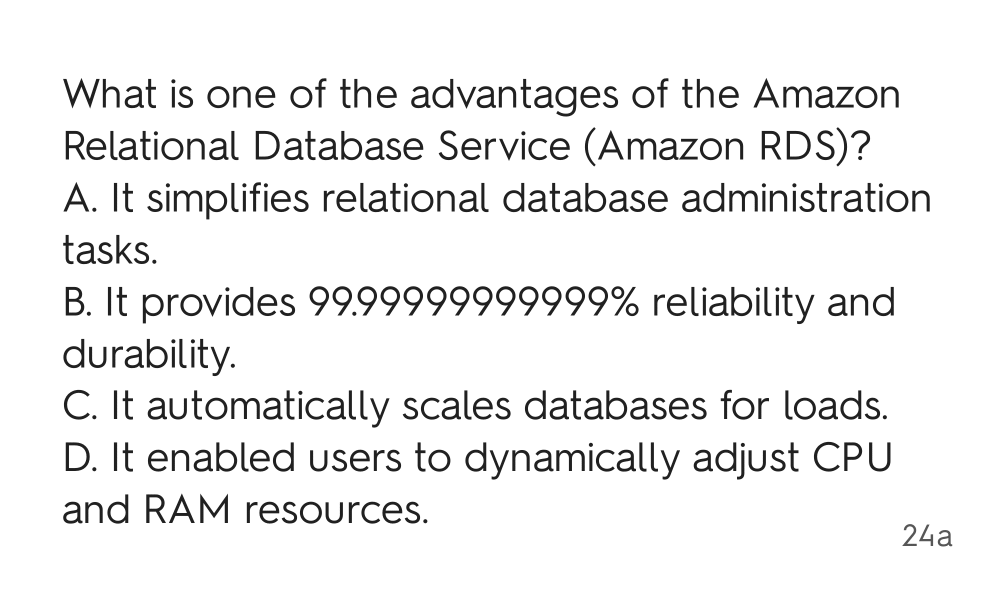 What is one of the advantages of the Amazon
Relational Database Service (Amazon RDS)?
A. It simplifies relational database administration
tasks.
B. It provides 99.99999999999% reliability and
durability.
C. It automatically scales databases for loads.
D. It enabled users to dynamically adjust CPU
and RAM resources.
24a